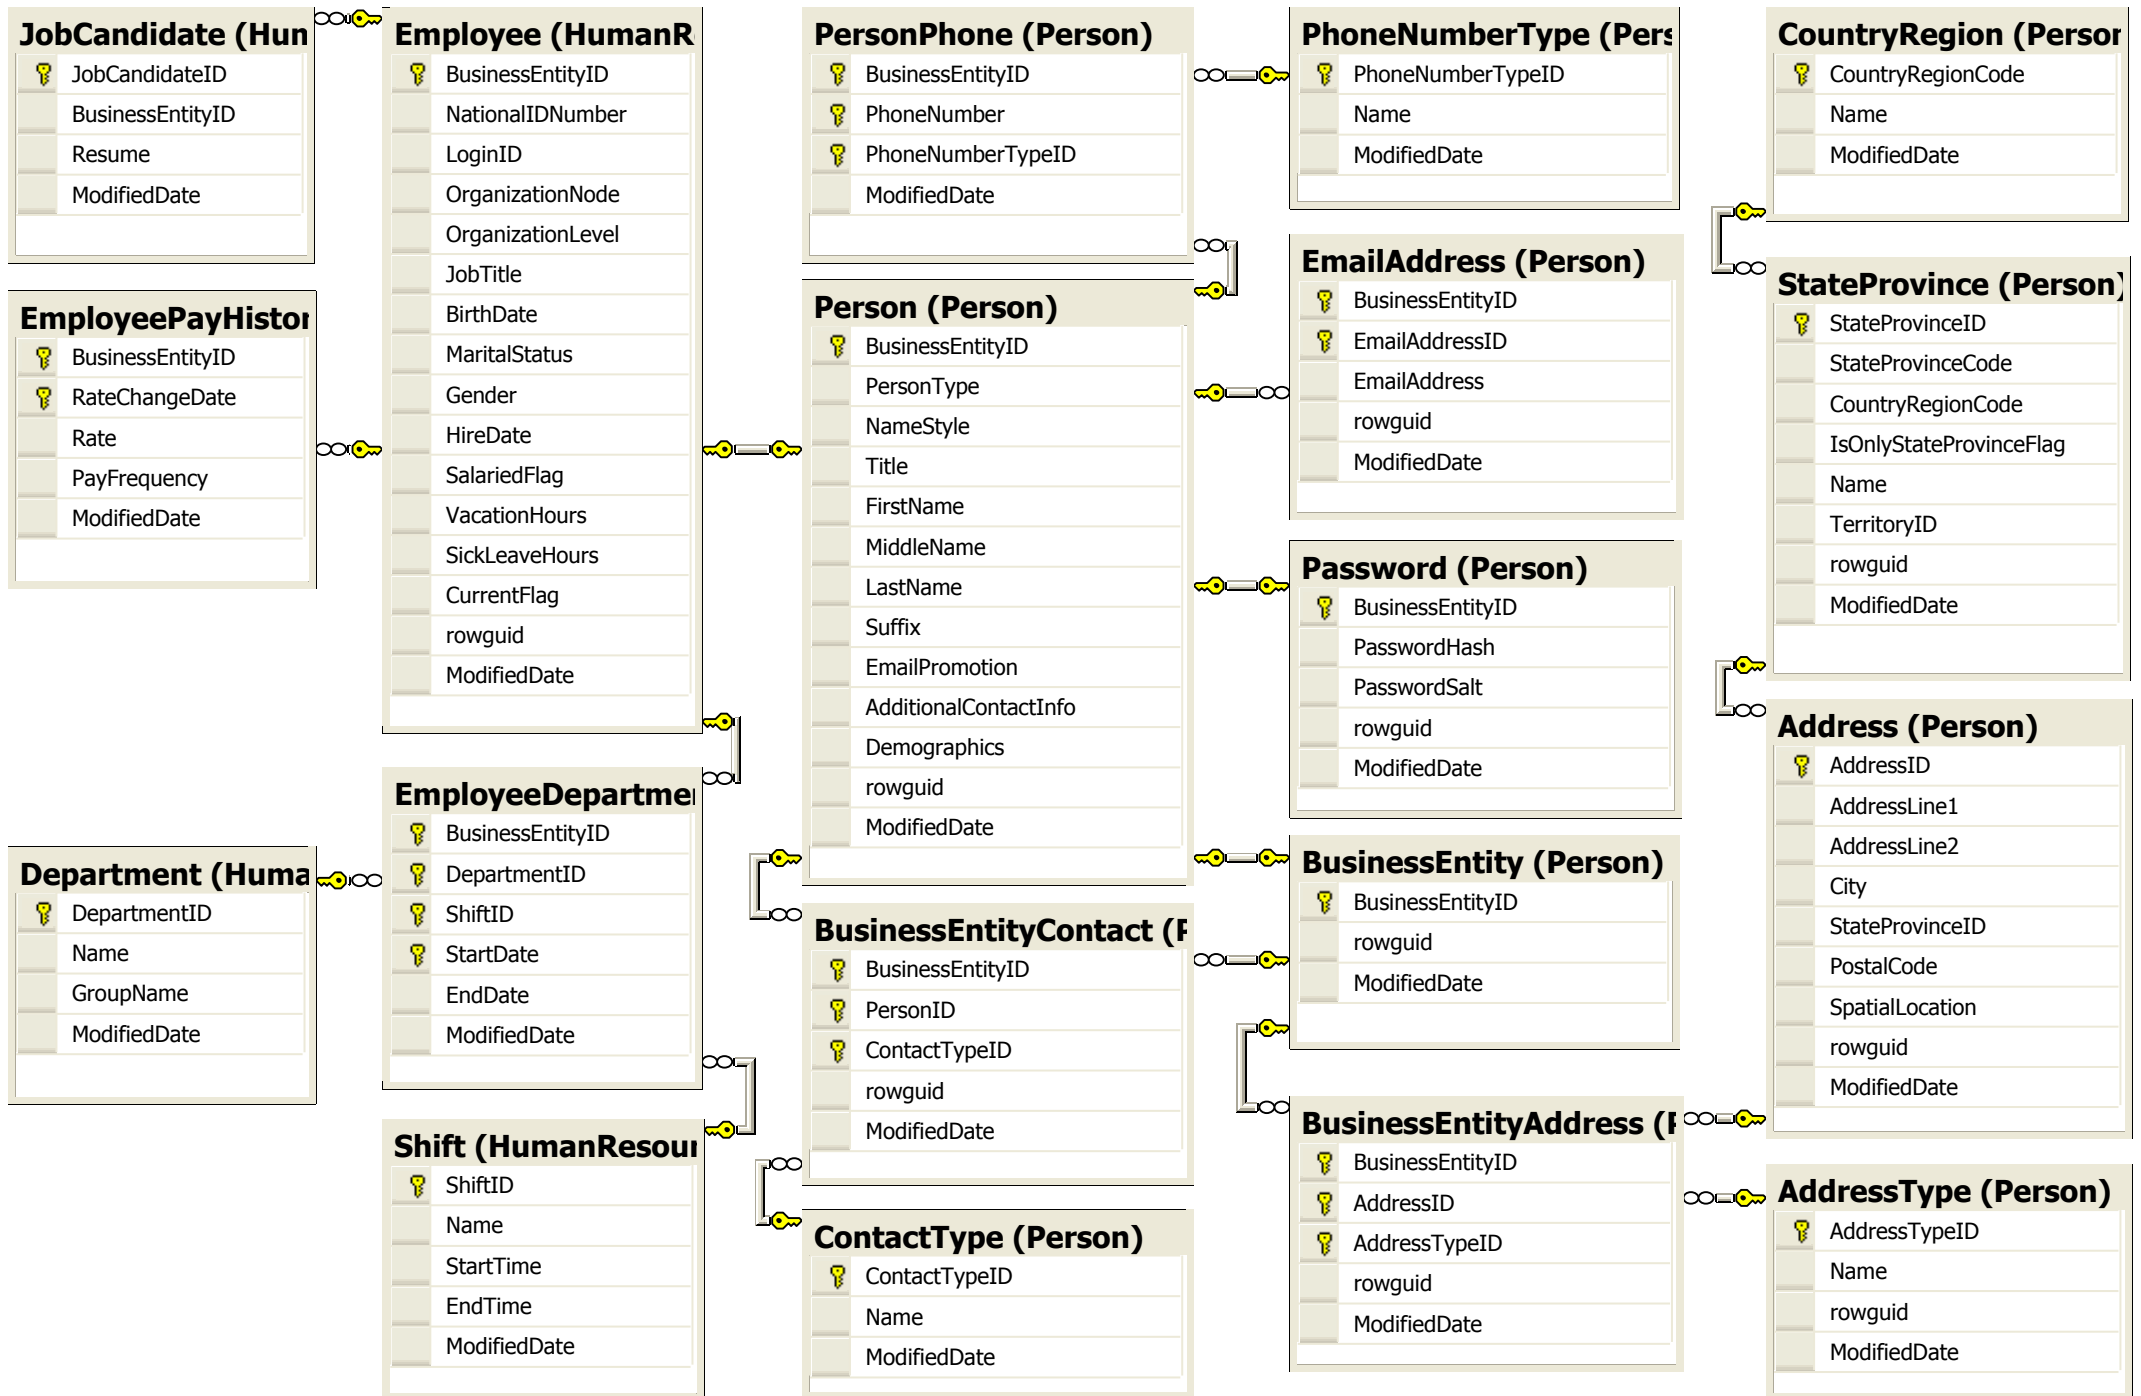 JobCandidate (Hun
JobCandidateID
BusinessEntityID
Resume
ModifiedDate
EmployeePayHistor
BusinessEntityID
RateChangeDate
Rate
PayFrequency
ModifiedDate
Department (Huma
DepartmentID
Name
GroupName
ModifiedDate
Employee (HumanR
BusinessEntityID
NationalIDNumber
LoginID
OrganizationNode
OrganizationLevel
JobTitle
BirthDate
MaritalStatus
Gender
HireDate
SalariedFlag
VacationHours
SickLeaveHours
CurrentFlag
rowguid
ModifiedDate
EmployeeDepartme
BusinessEntityID
DepartmentID
ShiftID
StartDate
EndDate
ModifiedDate
Shift (HumanResour
ShiftID
Name
StartTime
EndTime
ModifiedDate
PersonPhone (Person)
BusinessEntityID
PhoneNumber
PhoneNumberTypeID
ModifiedDate
Person (Person)
BusinessEntityID
PersonType
NameStyle
Title
FirstName
MiddleName
LastName
Suffix
EmailPromotion
AdditionalContactInfo
Demographics
rowguid
ModifiedDate
BusinessEntityContact (P
BusinessEntityID
PersonID
ContactTypeID
rowguid
ModifiedDate
ContactType (Person)
ContactTypeID
Name
ModifiedDate
PhoneNumberType (Pers
PhoneNumberTypeID
Name
ModifiedDate
EmailAddress (Person)
BusinessEntityID
EmailAddressID
EmailAddress
rowguid
ModifiedDate
Password (Person)
BusinessEntityID
PasswordHash
PasswordSalt
rowguid
ModifiedDate
BusinessEntity (Person)
BusinessEntityID
rowguid
ModifiedDate
BusinessEntityAddress (P
BusinessEntityID
AddressID
AddressTypeID
rowguid
ModifiedDate
CountryRegion (Person
CountryRegionCode
Name
ModifiedDate
StateProvince (Person)
StateProvinceID
StateProvinceCode
CountryRegionCode
IsOnlyStateProvinceFlag
Name
TerritoryID
rowguid
ModifiedDate
Address (Person)
AddressID
AddressLine1
AddressLine2
City
StateProvinceID
PostalCode
SpatialLocation
rowguid
ModifiedDate
AddressType (Person)
AddressTypeID
Name
rowguid
ModifiedDate